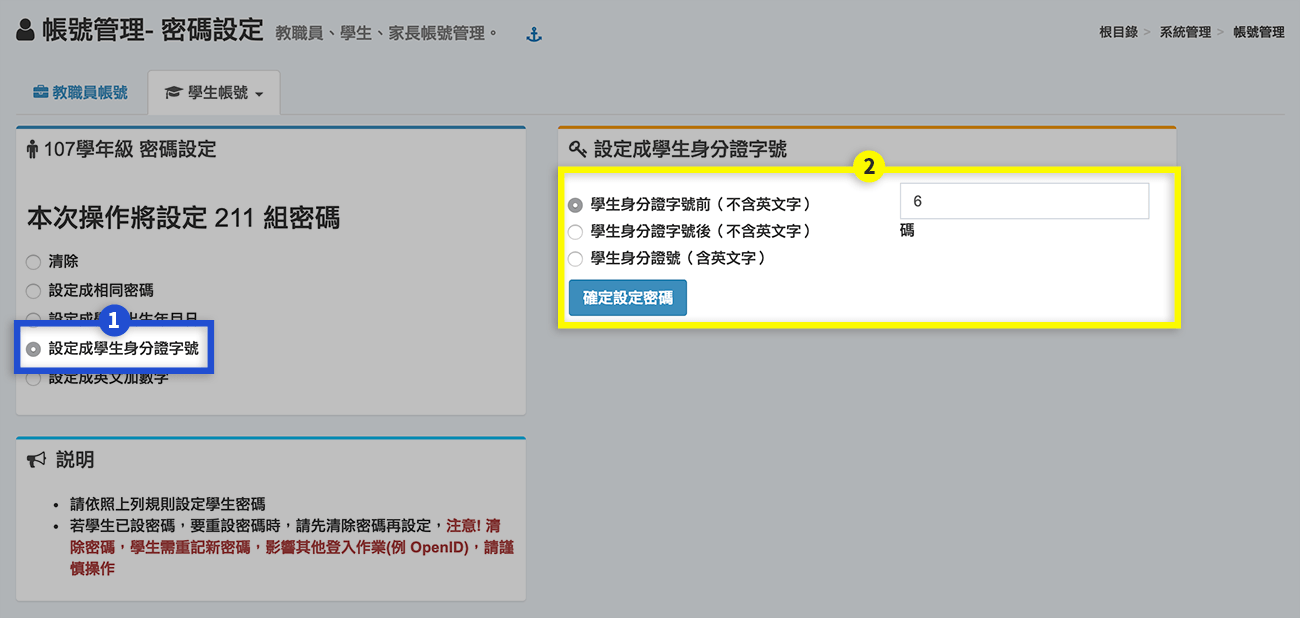 帳號管理- 密碼設定 教職員、學生、家長帳號管理。
根目錄 > 系統管理 > 帳號管理
教職員帳號 學生帳號
107學年級 密碼設定
本次操作將設定 211 組密碼
清除
設定成相同密碼
設定成學生出生年月日
1
設定成學生身分證字號
設定成英文加數字
說明
請依照上列規則設定學生密碼
若學生已設密碼，要重設密碼時，請先清除密碼再設定，注意! 清
除密碼，學生需重記新密碼，影響其他登入作業(例 OpenID)，請謹
慎操作
設定成學生身分證字號
2
學生身分證字號前（不含英文字）
學生身分證字號後（不含英文字）
學生身分證號（含英文字）
6
碼
確定設定密碼